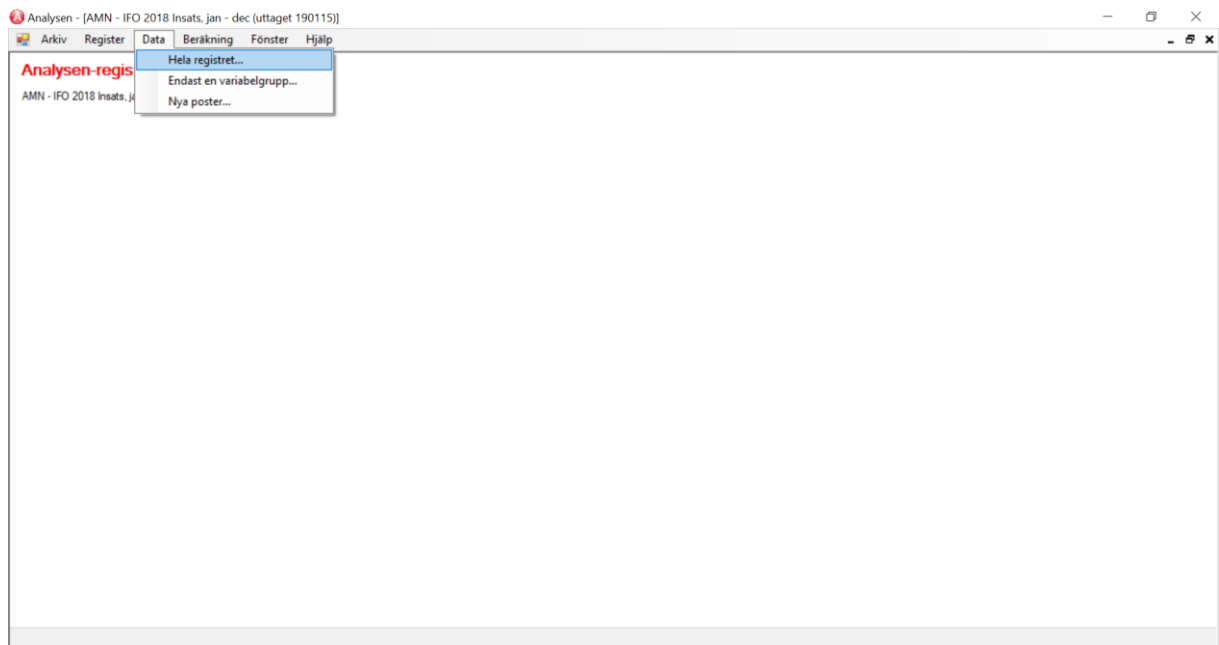 Analysen - [AMN - IFO 2018 Insats, jan - dec (uttaget 190115)]
Arkiv Register Data Beräkning Fönster Hjälp
Hela registret...
Analysen-regis
Endast en variabelgrupp...
AMN - IFO 2018 Insats, ja
Nya poster...